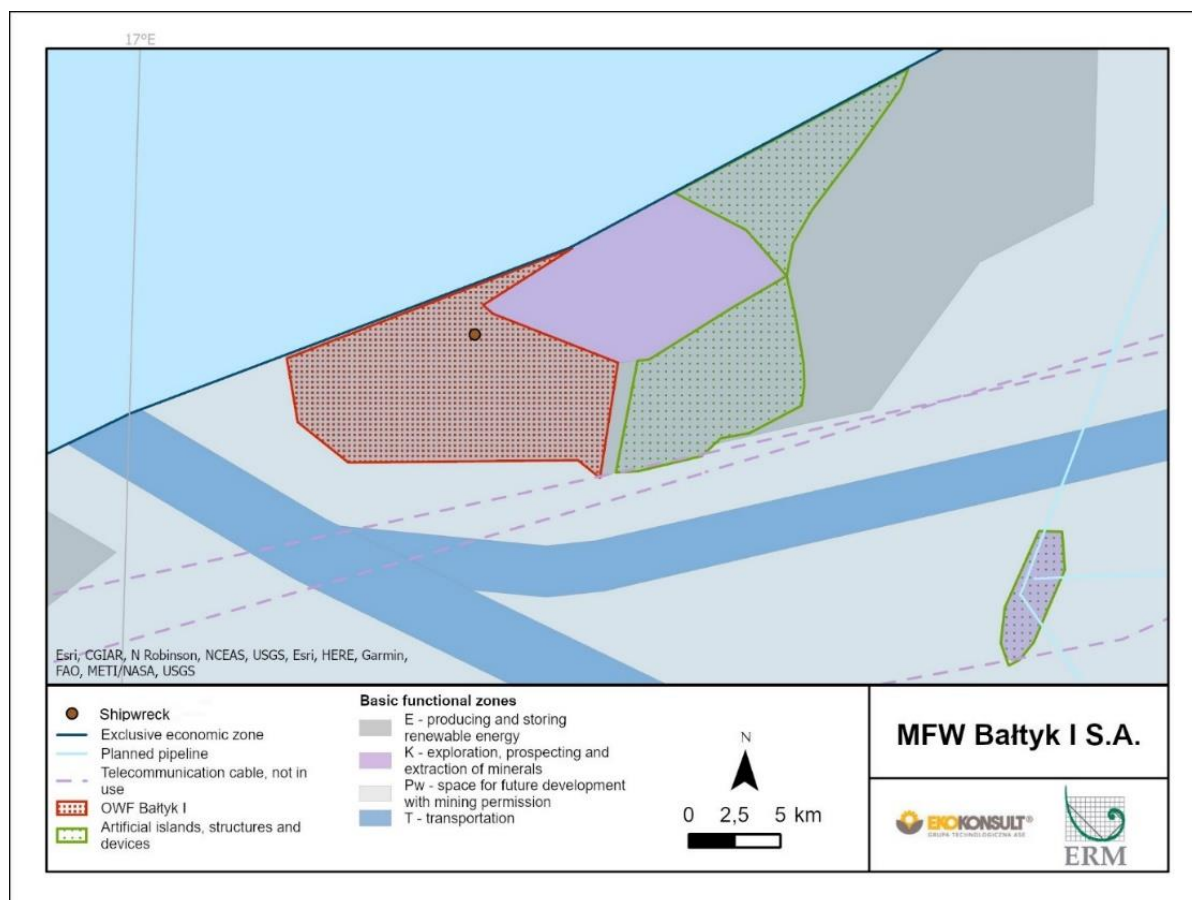 17°E
Esri, CGIAR, N Robinson, NCEAS, USGS, Esri, HERE, Garmin,
FAO, METI/NASA, USGS
Shipwreck
Exclusive economic zone
Planned pipeline
Telecommunication cable, not in
use
OWF Bałtyk I
Artificial islands, structures and
devices
Basic functional zones
E - producing and storing
renewable energy
K - exploration, prospecting and
extraction of minerals
Pw - space for future development
with mining permission
T - transportation
N
0 2,5 5 km
MFW Bałtyk I S.A.
EKOKONSULT®
GRUPA TECHNOLOGICZNA ASE
ERM